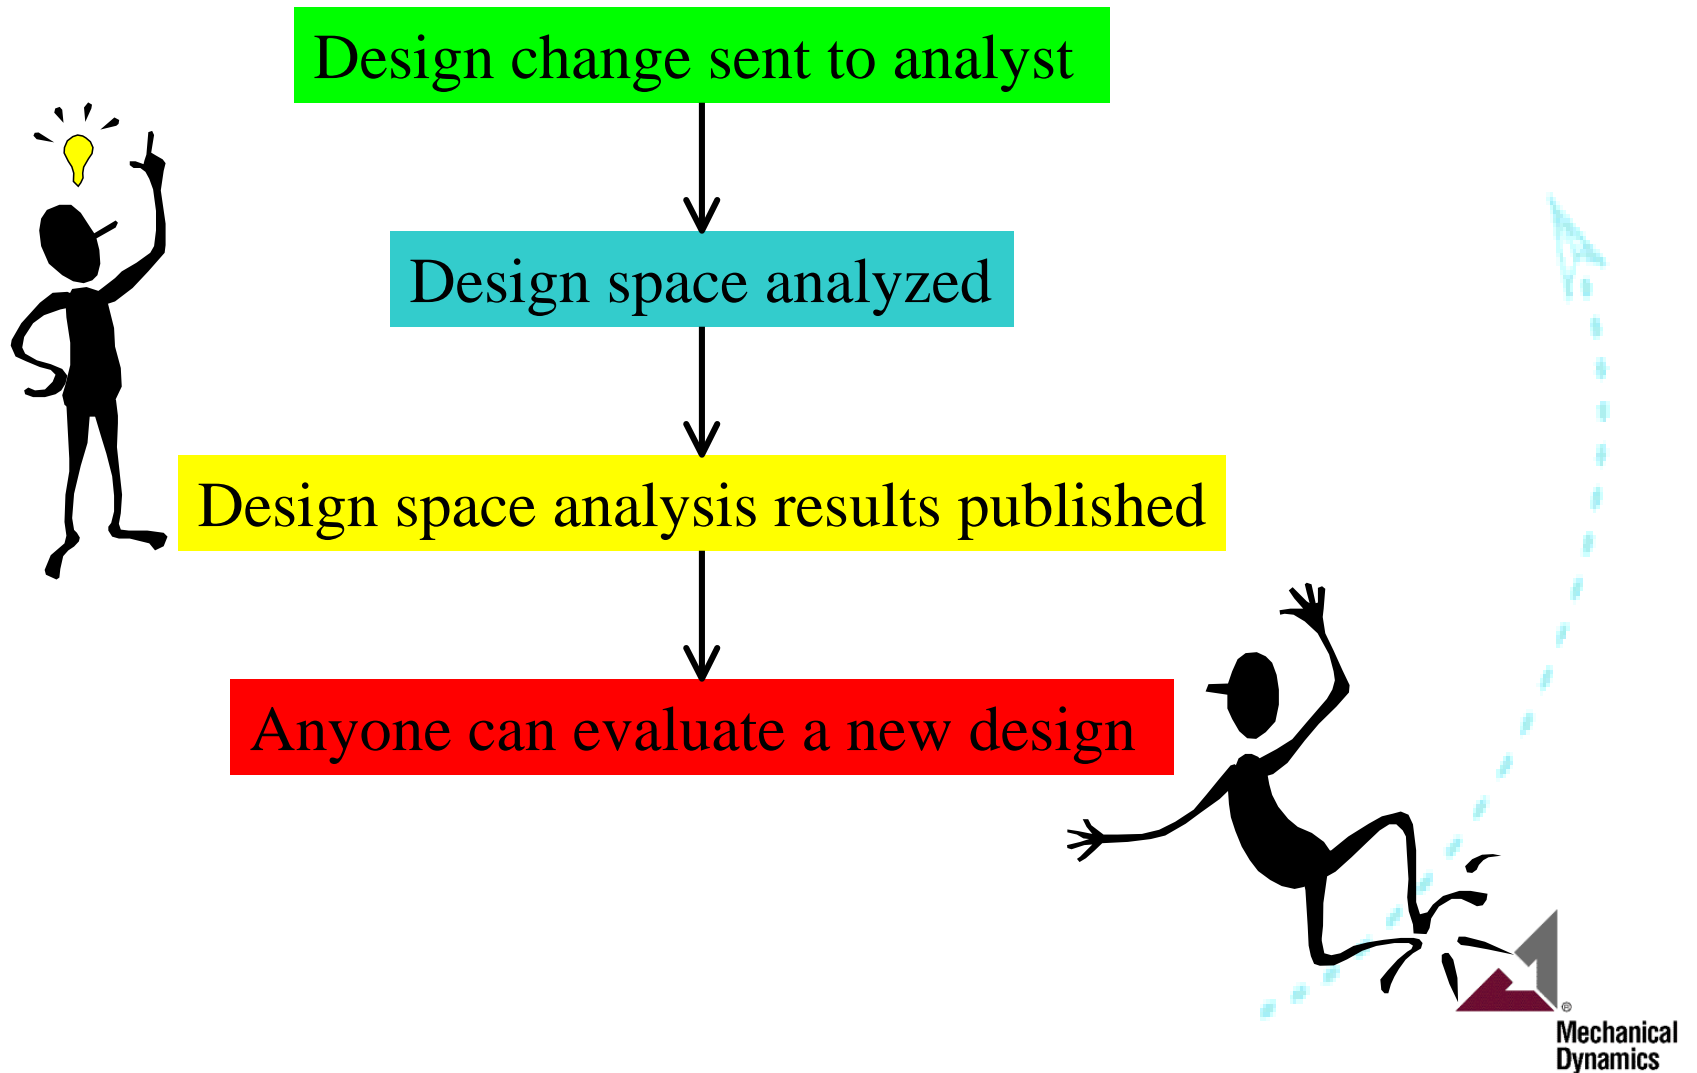 Design change sent to analyst
Design space analyzed
Design space analysis results published
Anyone can evaluate a new design
®
Mechanical
Dynamics